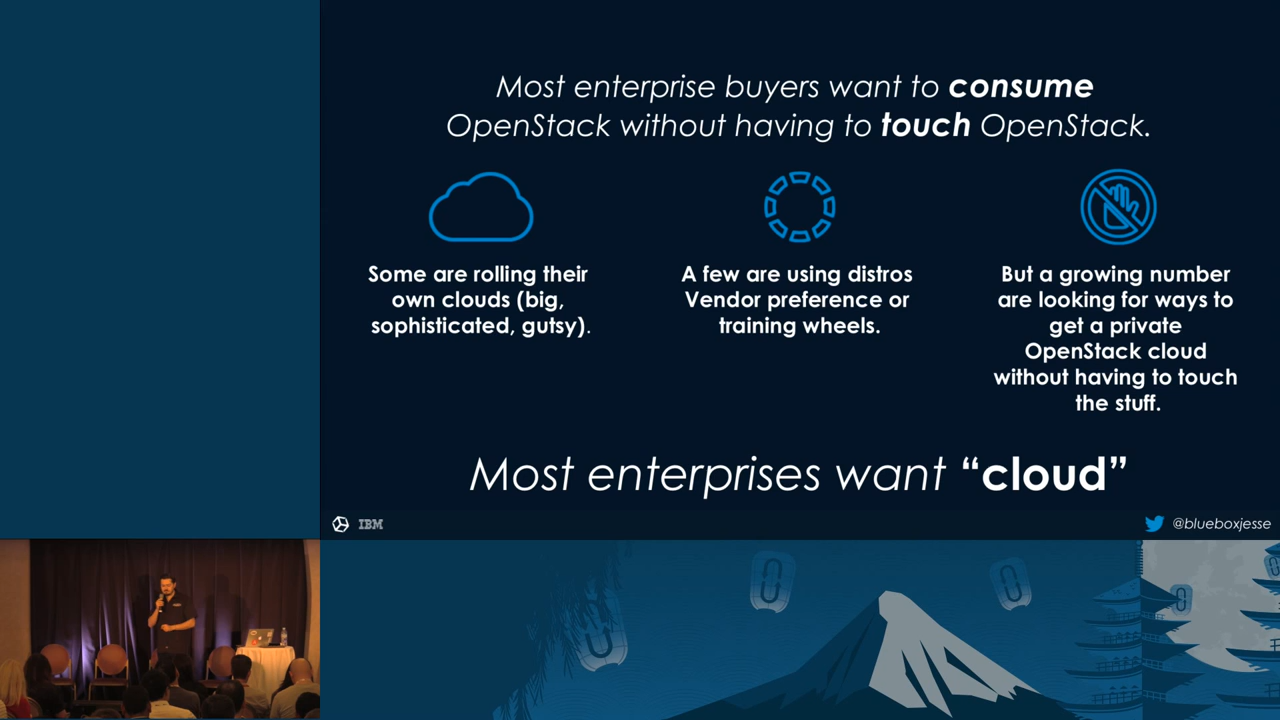 Most enterprise buyers want to consume
OpenStack without having to touch OpenStack.
Some are rolling their
own clouds (big,
sophisticated, gutsy).
A few are using distros
Vendor preference or
training wheels.
But a growing number
are looking for ways to
get a private
OpenStack cloud
without having to touch
the stuff.
Most enterprises want “cloud”
IBM
@blueboxjesse